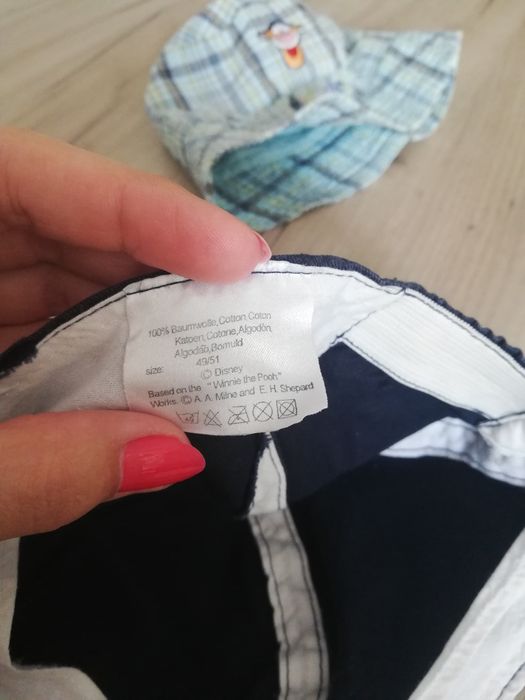 100% Baumwolle, Cotton, Coton
Katoen, Cotone, Algodón,
Algodão, Bomuld
size: 49/51
© Disney
Based on the "Winnie the Pooh"
Works. © A. A. Milne and E. H. Shepard